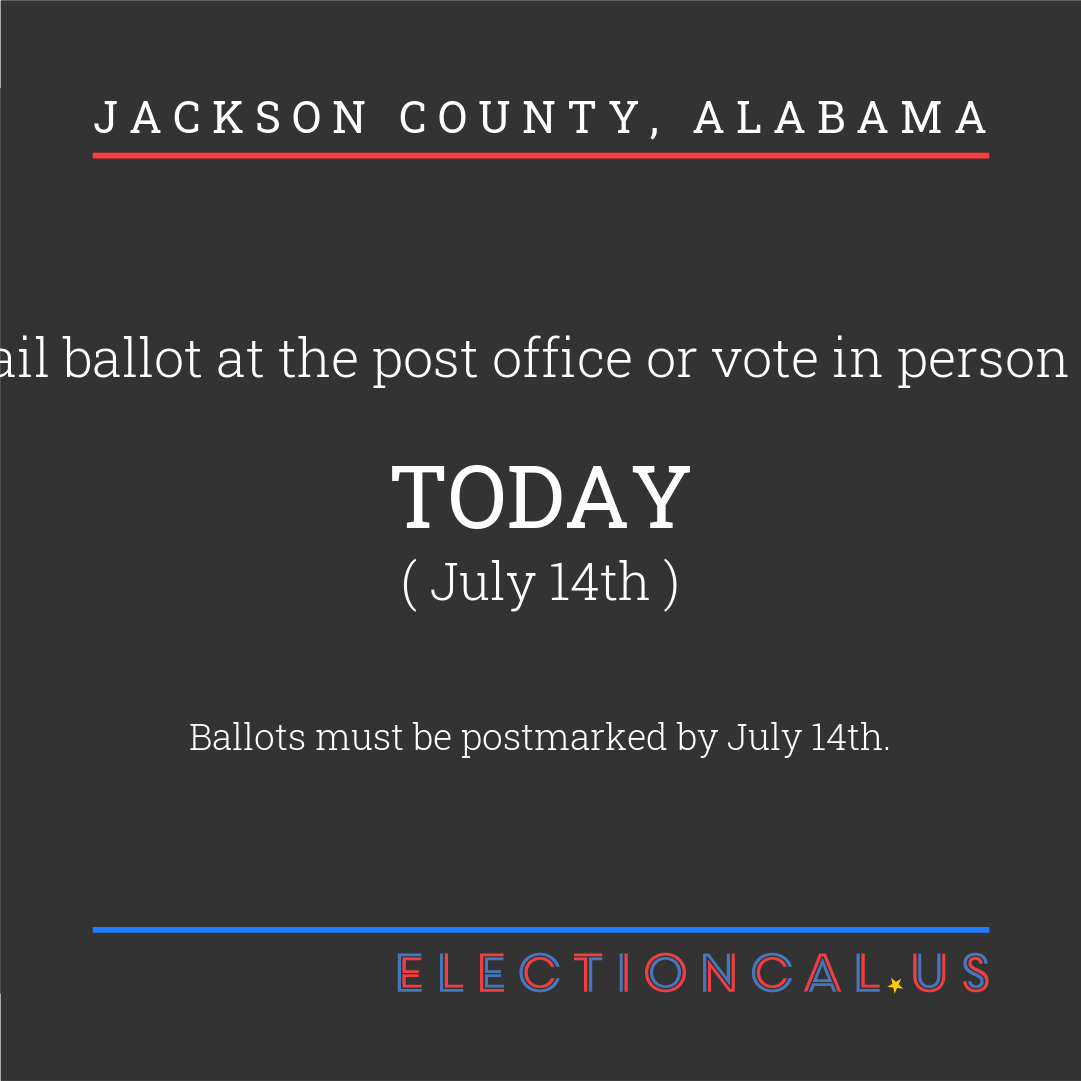 JACKSON COUNTY, ALABAMA
ail ballot at the post office or vote in person
TODAY
( July 14th )
Ballots must be postmarked by July 14th.
ELECTIONCAL.US